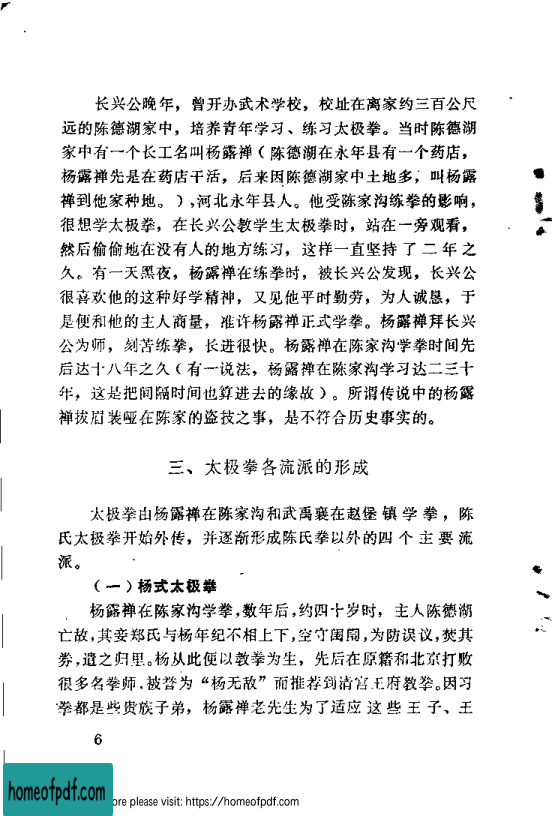 长兴公晚年，曾开办武术学校，校址在离家约三百公尺
远的陈德湖家中，培养青年学习、练习太极拳。当时陈德湖
家中有一个长工名叫杨露禅（陈德湖在永年县有一个药店，
杨露禅先是在药店干活，后来因陈德湖家中土地多，叫杨露
禅到他家种地。），河北永年县人。他受陈家沟练拳的影响，
很想学太极拳，在长兴公教学生太极拳时，站在一旁观看，
然后偷偷地在没有人的地方练习，这样一直坚持了二年之
久。有一天黑夜，杨露禅在练拳时，被长兴公发现，长兴公
很喜欢他的这种好学精神，又见他平时勤劳，为人诚恳，于
是便和他的主人商量，准许杨露禅正式学拳。杨露禅拜长兴
公为师，刻苦练拳，长进很快。杨露禅在陈家沟学拳时间先
后达十八年之久（有一说法，杨露禅在陈家沟学习达二三十
年，这是把间隔时间也算进去的缘故）。所谓传说中的杨露
禅拔眉装哑在陈家的盗技之事，是不符合历史事实的。
三、太极拳各流派的形成
太极拳由杨露禅在陈家沟和武禹襄在赵堡镇学拳，陈
氏太极拳开始外传，并逐渐形成陈氏拳以外的四个主要流
派。
（一）杨式太极拳
杨露禅在陈家沟学拳，数年后，约四十岁时，主人陈德湖
亡故，其妾郑氏与杨年纪不相上下，空守闺阁，为防误议，焚其
券，遣之归里。杨从此便以教拳为生，先后在原籍和北京打败
很多名拳师，被誉为“杨无敌”而推荐到清宫王府教拳。因习
拳都是些贵族子弟，杨露禅老先生为了适应这些王子、王
6
homeofpdf.com
ore please visit: https://homeofpdf.com